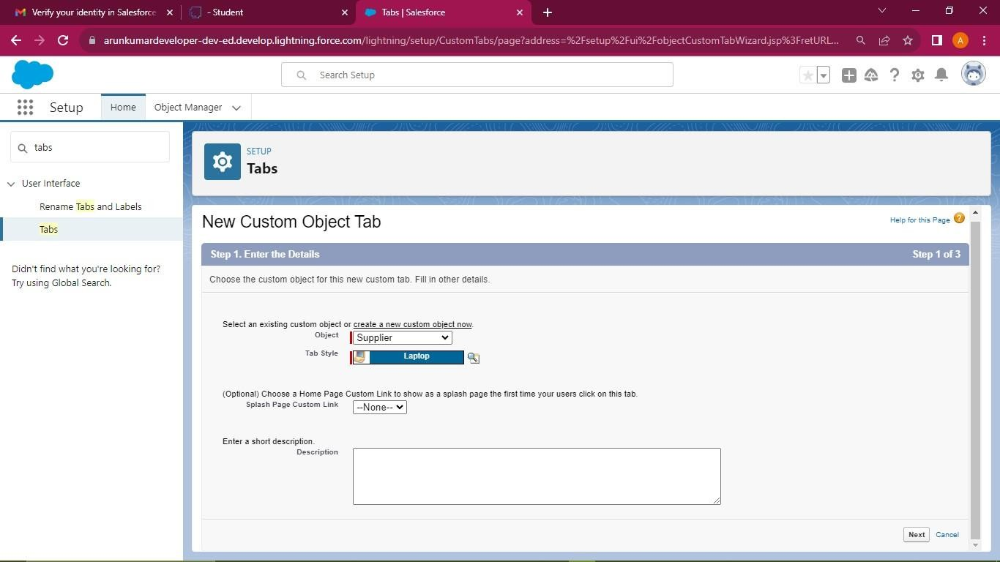 Verify your identity in Salesforce
- Student
Tabs | Salesforce
arunkumardeveloper-dev-ed.develop.lightning.force.com/lightning/setup/CustomTabs/page?address=%2Fsetup%2Fui%2FobjectCustomTabWizard.jsp%3FretURL...
A
Search Setup
Setup
Home
Object Manager
tabs
User Interface
Rename Tabs and Labels
Tabs
Didn't find what you're looking for?
Try using Global Search.
SETUP
Tabs
New Custom Object Tab
Help for this Page
Step 1. Enter the Details
Step 1 of 3
Choose the custom object for this new custom tab. Fill in other details.
Select an existing custom object or create a new custom object now.
Object
Supplier
Tab Style
Laptop
(Optional) Choose a Home Page Custom Link to show as a splash page the first time your users click on this tab.
Splash Page Custom Link
--None--
Enter a short description.
Description
Next
Cancel